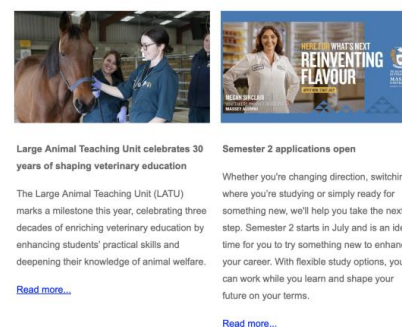 HERE FOR WHAT'S NEXT
REINVENTING
FLAVOUR
MEGAN SINCLAIR
MASSEY ALUMNI
Large Animal Teaching Unit celebrates 30
years of shaping veterinary education
The Large Animal Teaching Unit (LATU)
marks a milestone this year, celebrating three
decades of enriching veterinary education by
enhancing students' practical skills and
deepening their knowledge of animal welfare.
Read more...
Semester 2 applications open
Whether you're changing direction, switchin
where you're studying or simply ready for
something new, we'll help you take the next
step. Semester 2 starts in July and is an ide
time for you to try something new to enhan
your career. With flexible study options, you
can work while you learn and shape your
future on your terms.
Read more...